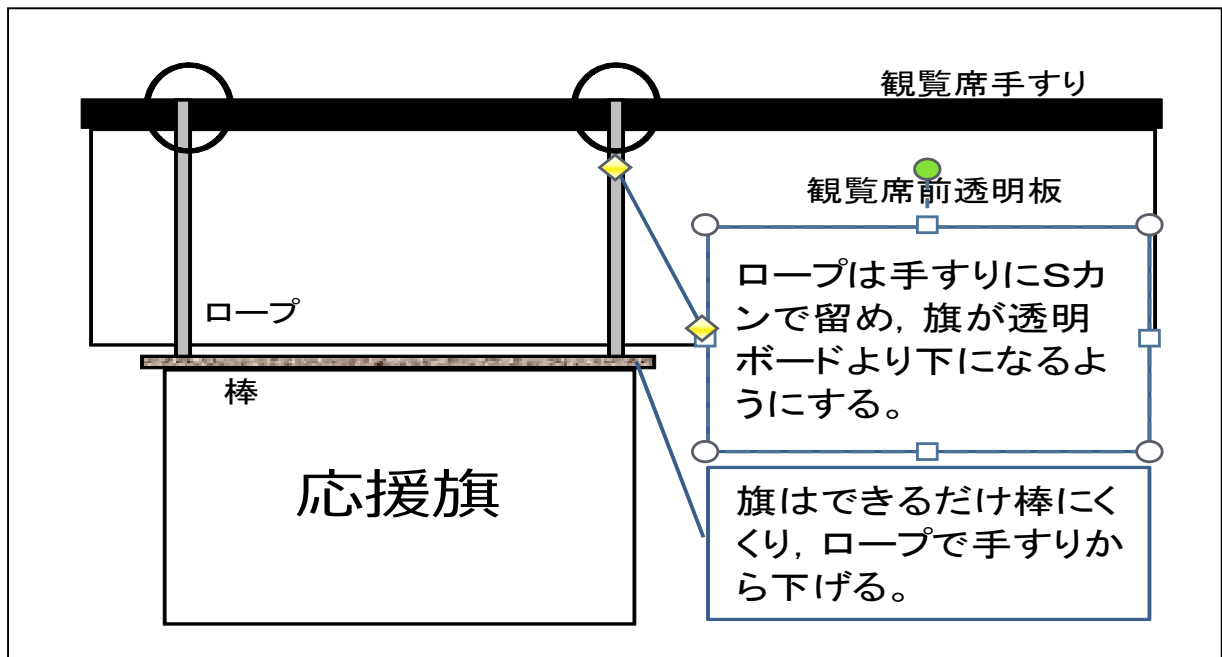 観覧席手すり
観覧席前透明板
ロープは手すりにSカ
ンで留め，旗が透明
ボードより下になるよ
うにする。
ロープ
棒
応援旗
旗はできるだけ棒にく
くり，ロープで手すりか
ら下げる。